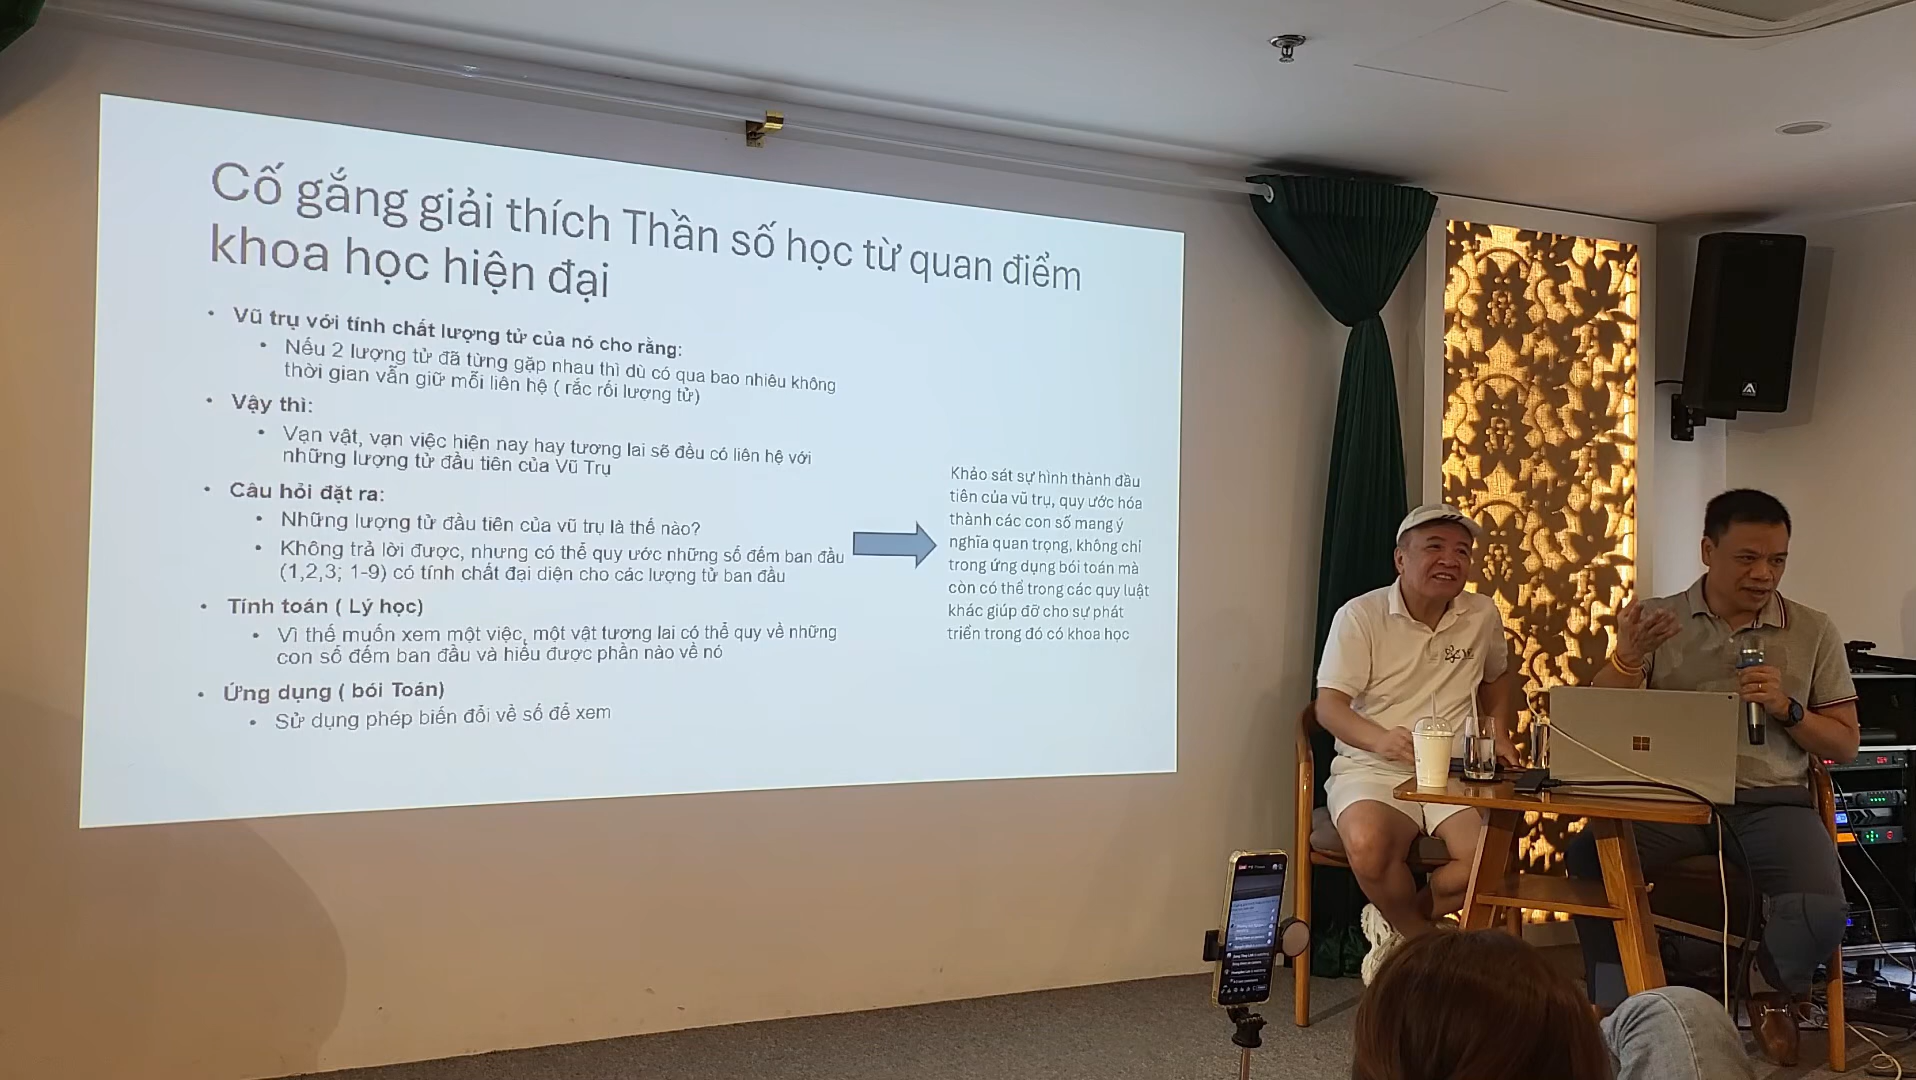 Cố gắng giải thích Thần số học từ quan điểm
khoa học hiện đại
• Vũ trụ với tính chất lượng tử của nó cho rằng:
• Nếu 2 lượng tử đã từng gặp nhau thì dù có qua bao nhiêu không
thời gian vẫn giữ mối liên hệ ( rắc rối lượng tử)
• Vậy thì:
• Vạn vật, vạn việc hiện nay hay tương lai sẽ đều có liên hệ với
những lượng tử đầu tiên của Vũ Trụ
• Câu hỏi đặt ra:
• Những lượng tử đầu tiên của vũ trụ là thế nào?
• Không trả lời được, nhưng có thể quy ước những số đếm ban đầu
(1,2,3; 1-9) có tính chất đại diện cho các lượng tử ban đầu
• Tính toán ( Lý học)
• Vì thế muốn xem một việc, một vật tương lai có thể quy về những
con số đếm ban đầu và hiểu được phần nào về nó
• Ứng dụng ( bói Toán)
• Sử dụng phép biến đổi về số để xem
Khảo sát sự hình thành đầu
tiên của vũ trụ, quy ước hóa
thành các con số mang ý
nghĩa quan trọng, không chỉ
trong ứng dụng bói toán mà
còn có thể trong các quy luật
khác giúp đỡ cho sự phát
triển trong đó có khoa học